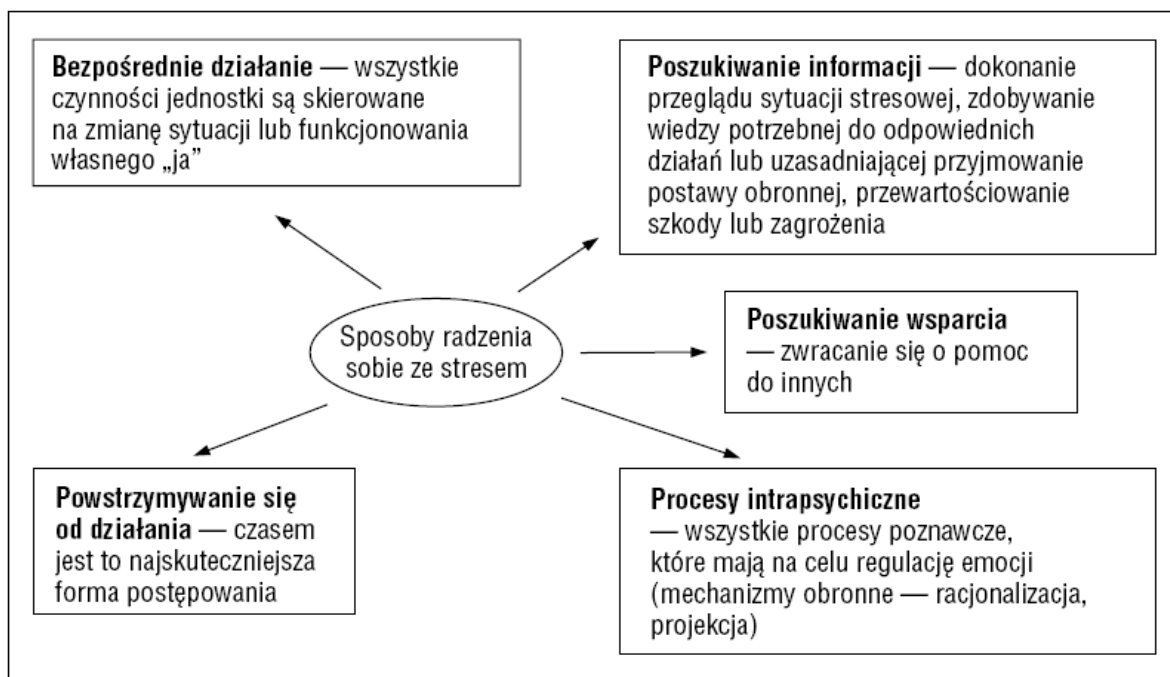 Bezpośrednie działanie — wszystkie
czynności jednostki są skierowane
na zmianę sytuacji lub funkcjonowania
własnego „ja”
Poszukiwanie informacji — dokonanie
przeglądu sytuacji stresowej, zdobywanie
wiedzy potrzebnej do odpowiednich
działań lub uzasadniającej przyjmowanie
postawy obronnej, przewartościowanie
szkody lub zagrożenia
Sposoby radzenia
sobie ze stresem
Poszukiwanie wsparcia
— zwracanie się o pomoc
do innych
Powstrzymywanie się
od działania — czasem
jest to najskuteczniejsza
forma postępowania
Procesy intrapsychiczne
— wszystkie procesy poznawcze,
które mają na celu regulację emocji
(mechanizmy obronne — racjonalizacja,
projekcja)